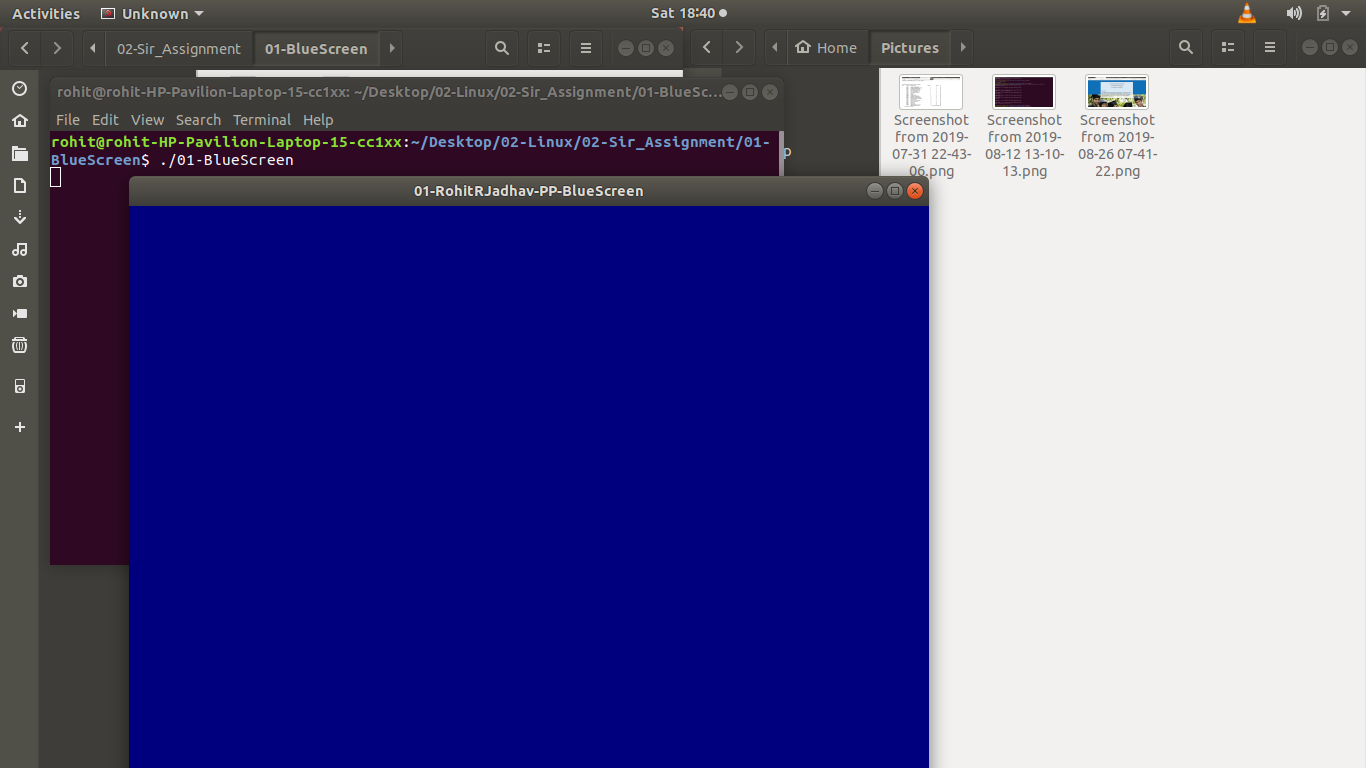 Activities Unknown Sat 18:40
02-Sir_Assignment 01-BlueScreen
Home Pictures
rohit@rohit-HP-Pavilion-Laptop-15-cc1xx: ~/Desktop/02-Linux/02-Sir_Assignment/01-BlueSc...
File Edit View Search Terminal Help
rohit@rohit-HP-Pavilion-Laptop-15-cc1xx:~/Desktop/02-Linux/02-Sir_Assignment/01-
BlueScreen$ ./01-BlueScreen
p
01-RohitRJadhav-PP-BlueScreen
Screenshot
from 2019-
07-31 22-43-
06.png
Screenshot
from 2019-
08-12 13-10-
13.png
Screenshot
from 2019-
08-26 07-41-
22.png